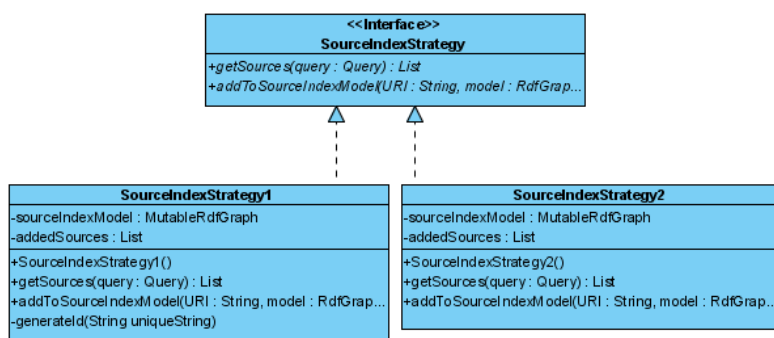 <<Interface>>
SourceIndexStrategy
+getSources(query : Query) : List
+addToSourceIndexModel(URI : String, model : RdfGrap...
SourceIndexStrategy1
-sourceIndexModel : MutableRdfGraph
-addedSources : List
+SourceIndexStrategy1()
+getSources(query : Query) : List
+addToSourceIndexModel(URI : String, model : RdfGrap...
-generateId(String uniqueString)
SourceIndexStrategy2
-sourceIndexModel : MutableRdfGraph
-addedSources : List
+SourceIndexStrategy2()
+getSources(query : Query) : List
+addToSourceIndexModel(URI : String, model : RdfGrap...